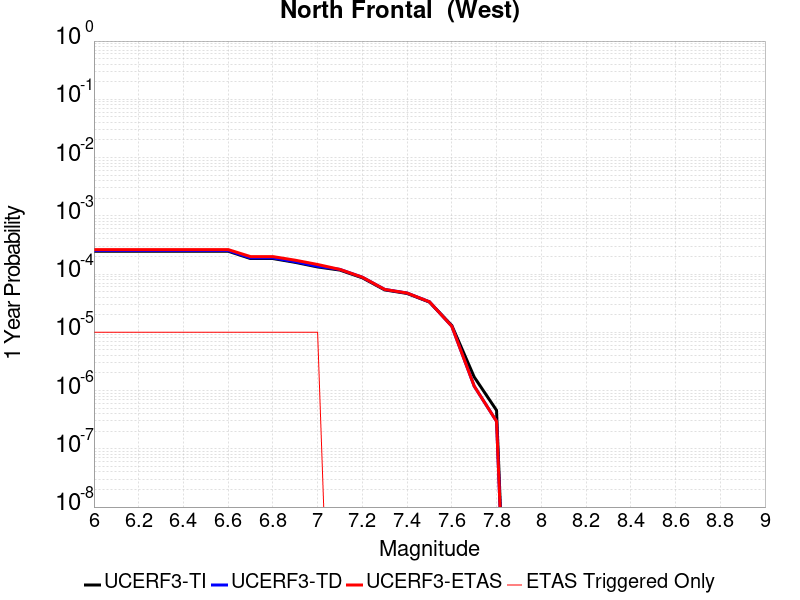 North Frontal  (West)
10^0
10^-1
10^-2
10^-3
10^-4
10^-5
10^-6
10^-7
10^-8
1 Year Probability
6 6.2 6.4 6.6 6.8 7 7.2 7.4 7.6 7.8 8 8.2 8.4 8.6 8.8 9
Magnitude
UCERF3-TI UCERF3-TD UCERF3-ETAS ETAS Triggered Only